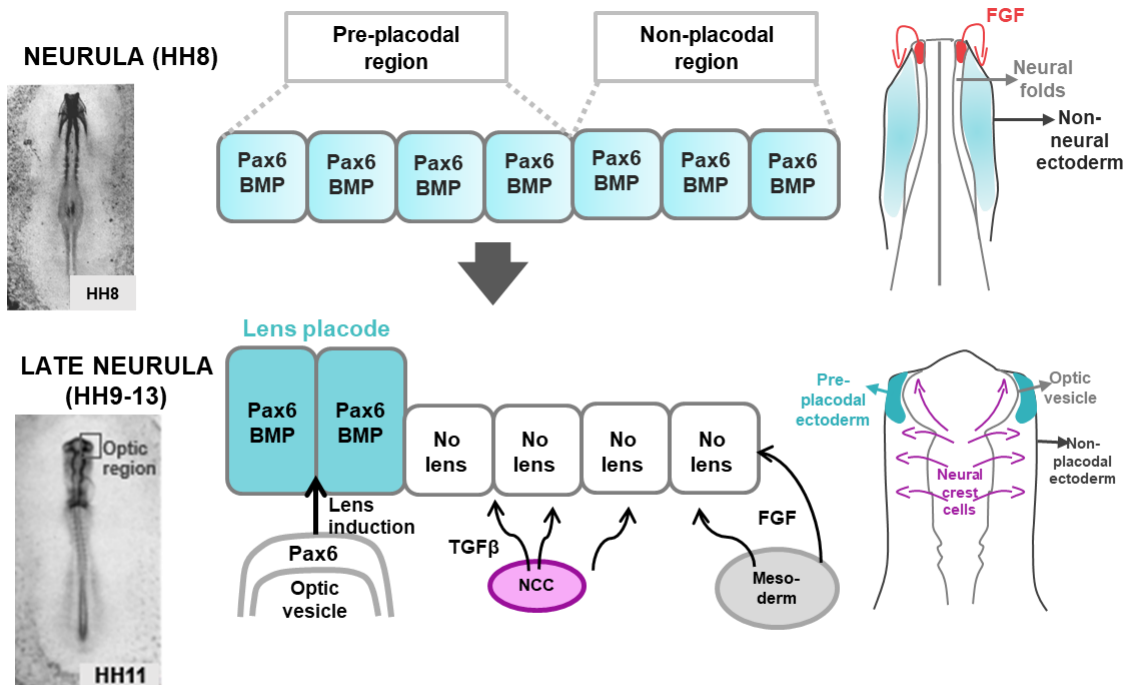 NEURULA (HH8)
HH8
Pre-placodal
region
Non-placodal
region
Pax6
BMP
Pax6
BMP
Pax6
BMP
Pax6
BMP
Pax6
BMP
Pax6
BMP
Pax6
BMP
FGF
Neural
folds
Non-
neural
ectoderm
LATE NEURULA
(HH9-13)
Optic
region
HH11
Lens placode
Pax6
BMP
Pax6
BMP
No
lens
No
lens
No
lens
No
lens
Lens
induction
Pax6
Optic
vesicle
TGFβ
NCC
FGF
Meso-
derm
Pre-
placodal
ectoderm
Optic
vesicle
Non-
placodal
ectoderm
Neural
crest
cells